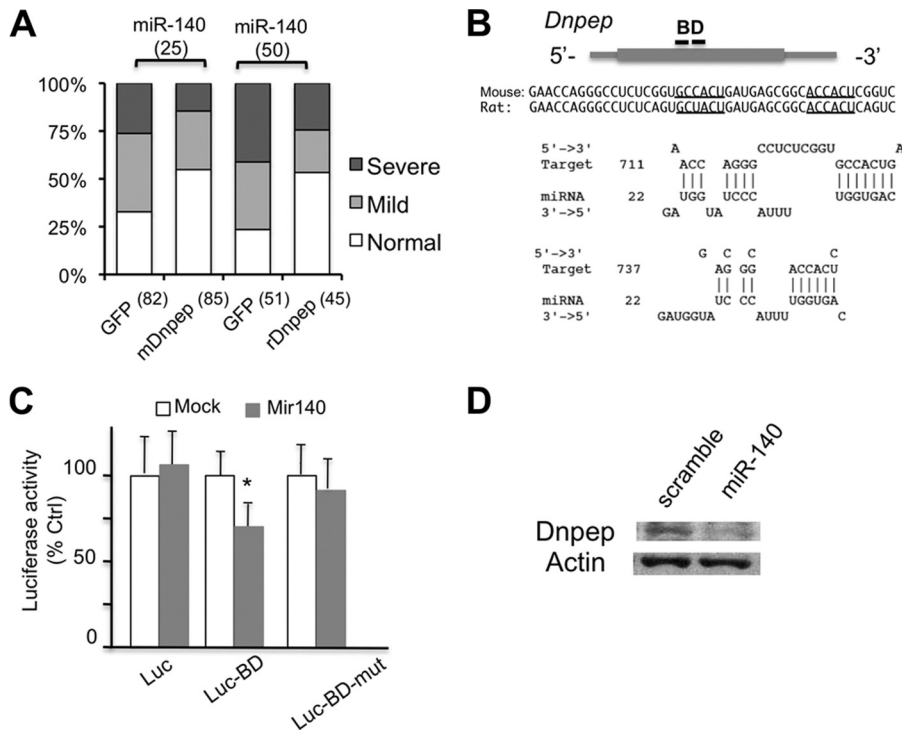 A
miR-140
(25)
miR-140
(50)
100%
75%
50%
25%
0%
Severe
Mild
Normal
GFP (82)
mDnpep (85)
GFP (51)
rDnpep (45)
B
Dnpep
BD
5'-
-3'
Mouse: GAACCAGGGCCTCTCGGUGCCACUGAUGAGCGGCACCACUCGGUC
Rat: GAACCAGGGCCTCTCAGUGCUACUGAUGAGCGGCACCACUCAGUC
5'->3' A CCUCUCGGU A
Target 711 ACC AGGG GCCACUG
||| |||| |||||||
miRNA 22 UGG UCCC UGGUGAC
3'->5' GA UA AUUU
5'->3' G C C C
Target 737 AG GG ACCACU
|| || ||||||
miRNA 22 UC CC UGGUGA
3'->5' GAUGGUA AUUU C
C
Mock Mir140
Luciferase activity
(% Ctrl)
100
50
0
*
Luc
Luc-BD
Luc-BD-mut
D
scramble
miR-140
Dnpep
Actin